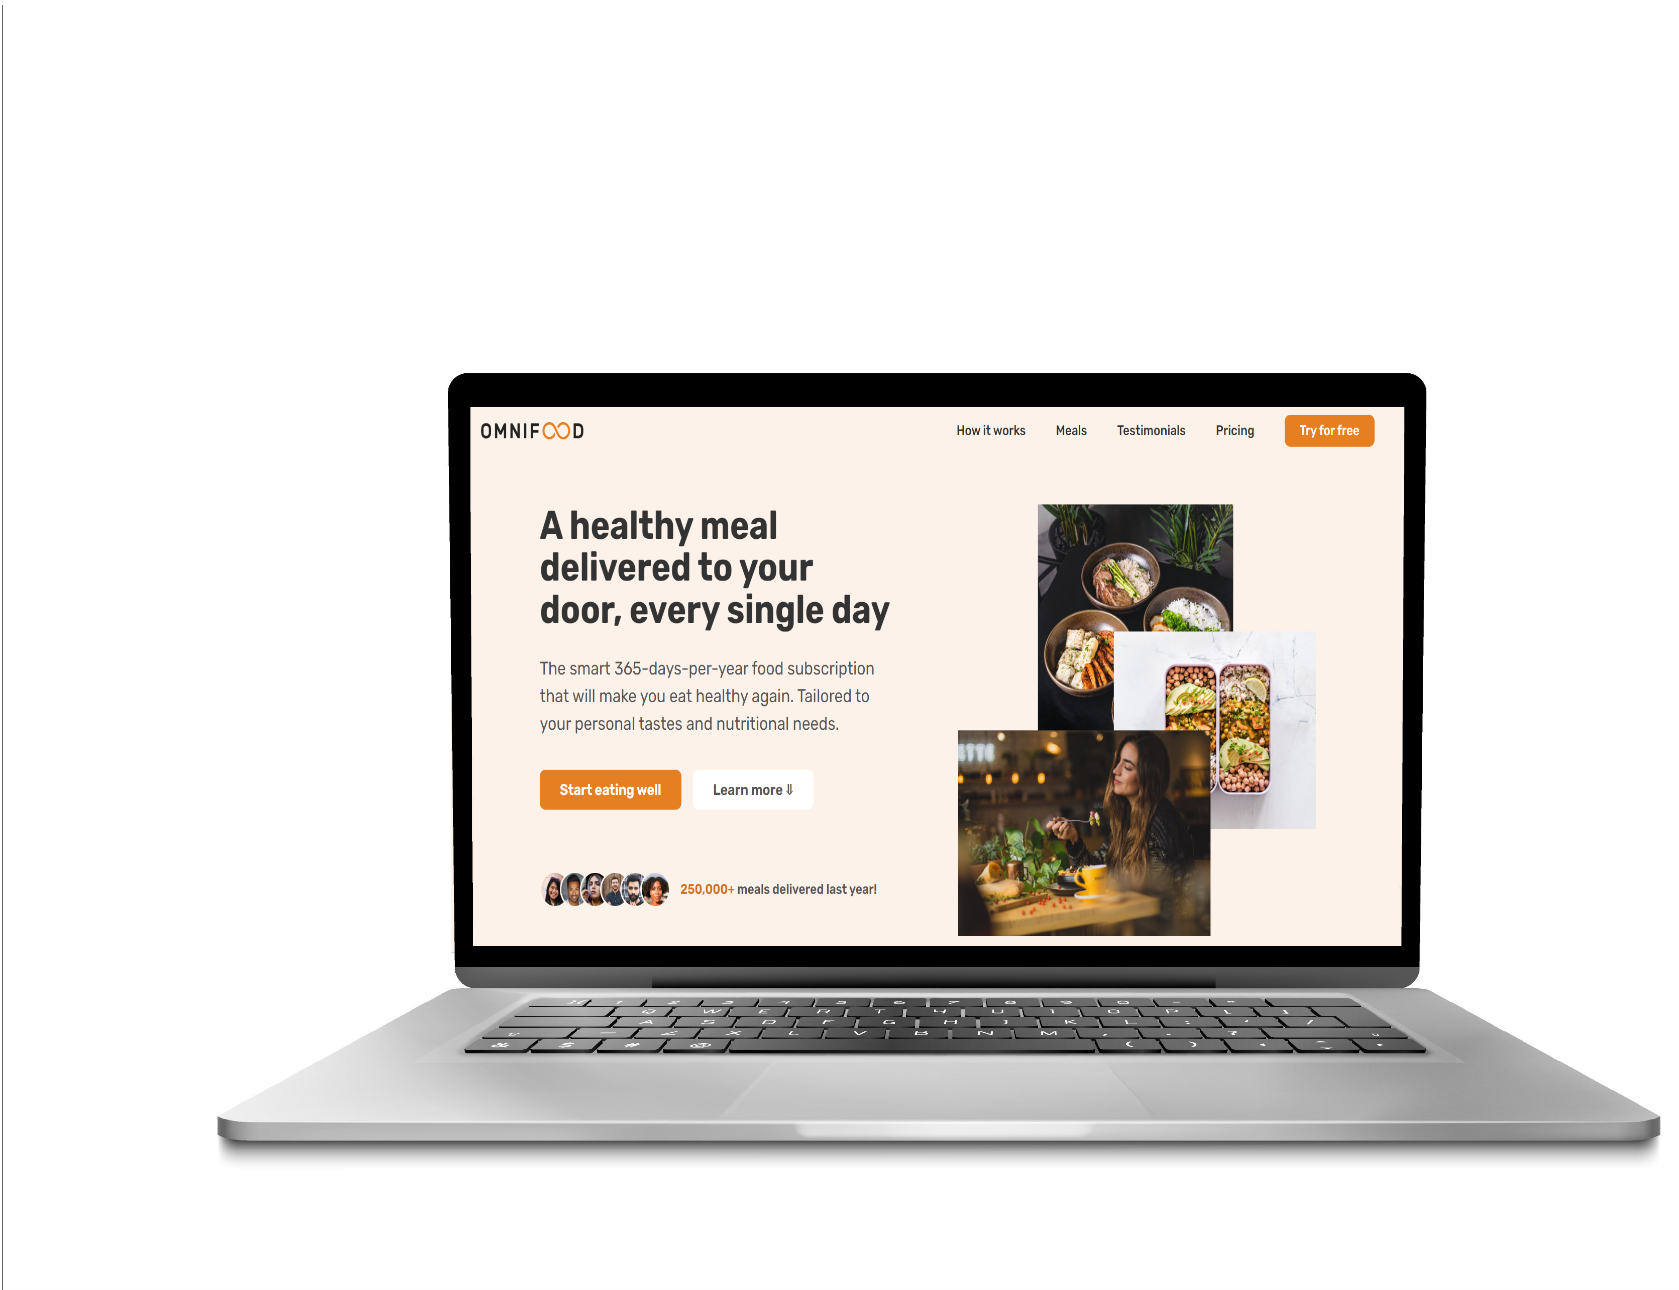 OMNIFOOD
How it works Meals Testimonials Pricing Try for free
A healthy meal
delivered to your
door, every single day
The smart 365-days-per-year food subscription
that will make you eat healthy again. Tailored to
your personal tastes and nutritional needs.
Start eating well Learn more ⇓
250,000+ meals delivered last year!